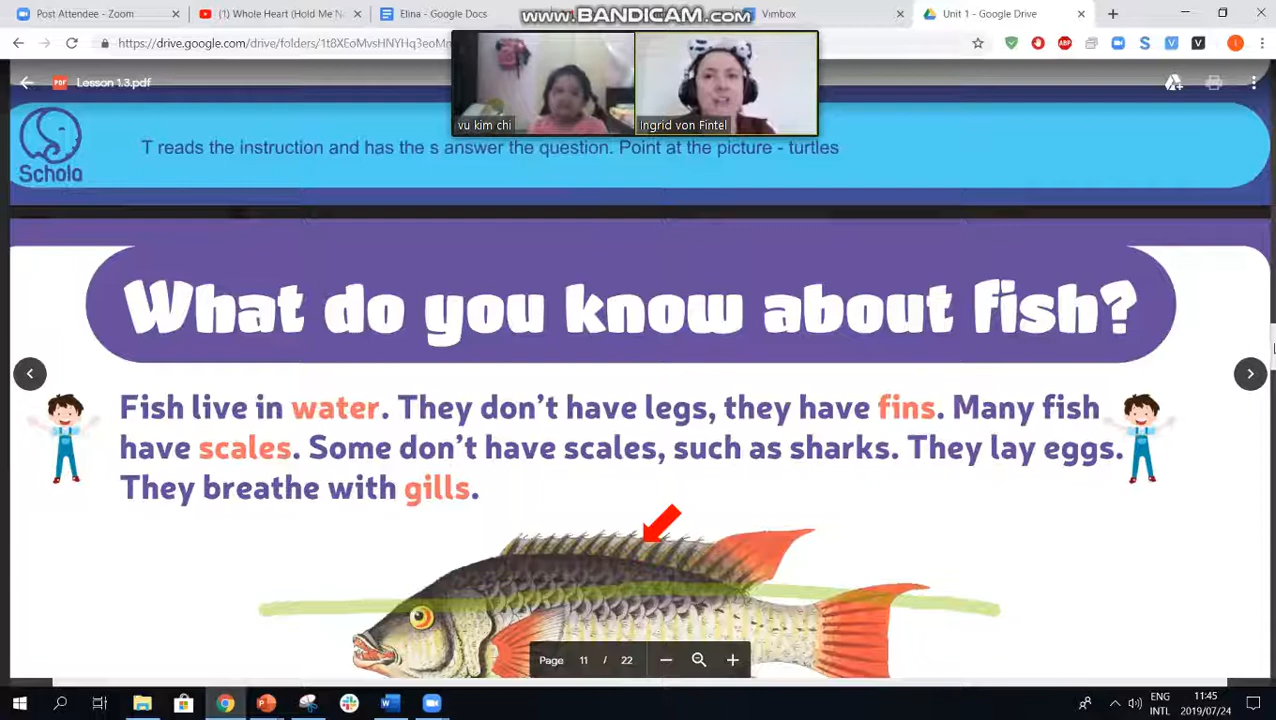 Post Attendee - Zoom
(1) Whole Heart (Hold Me N
Elina - Google Docs
www.BANDICAM.com
Vimbox
Unit 1 - Google Drive
https://drive.google.com/drive/folders/1t8XEoMvsHNYHq3eoM
ABP
Lesson 1.3.pdf
vu kim chi
Ingrid von Fintel
T reads the instruction and has the s answer the question. Point at the picture - turtles
Schola
What do you know about fish?
Fish live in water. They don't have legs, they have fins. Many fish
have scales. Some don't have scales, such as sharks. They lay eggs.
They breathe with gills.
Page 11 / 22
ENG
INTL
11:45
2019/07/24